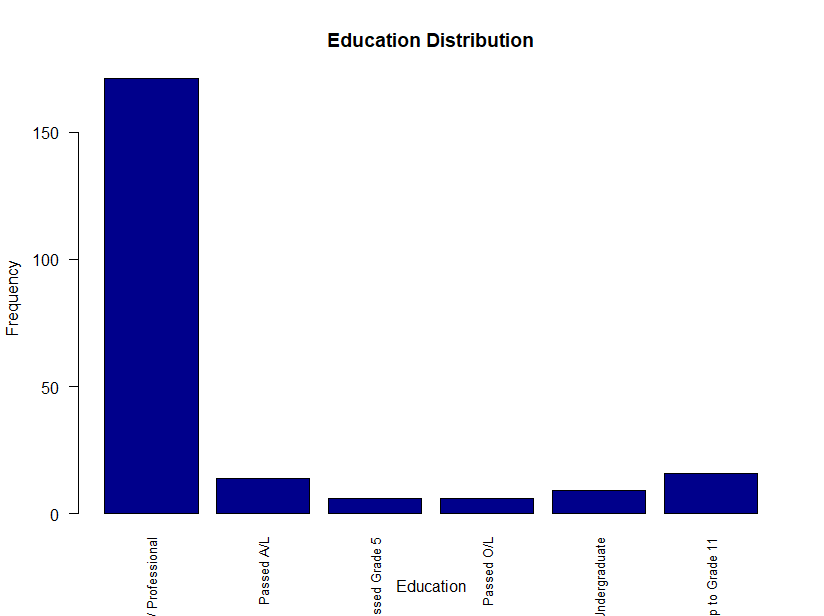 Education Distribution
Frequency
150
100
50
0
/ Professional
Passed A/L
ssed Grade 5
Passed O/L
Undergraduate
p to Grade 11
Education